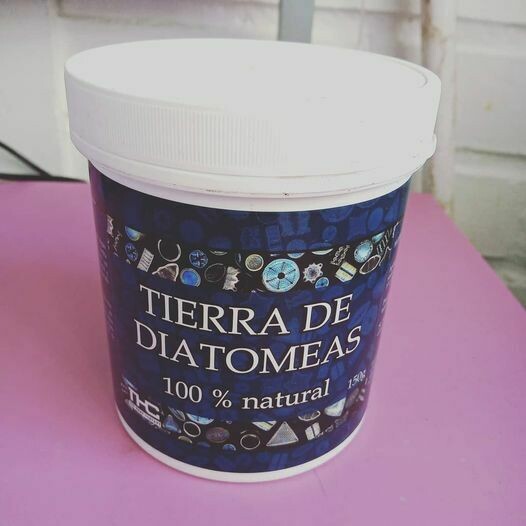 TIERRA DE
DIATOMEAS
100 % natural
150g
THC